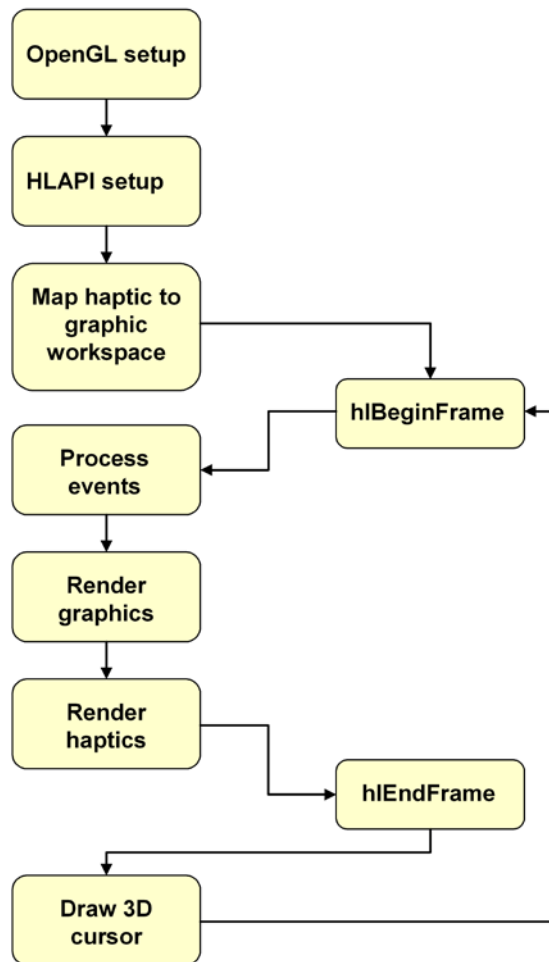 OpenGL setup
HLAPI setup
Map haptic to
graphic
workspace
hlBeginFrame
Process
events
Render
graphics
Render
haptics
hlEndFrame
Draw 3D
cursor